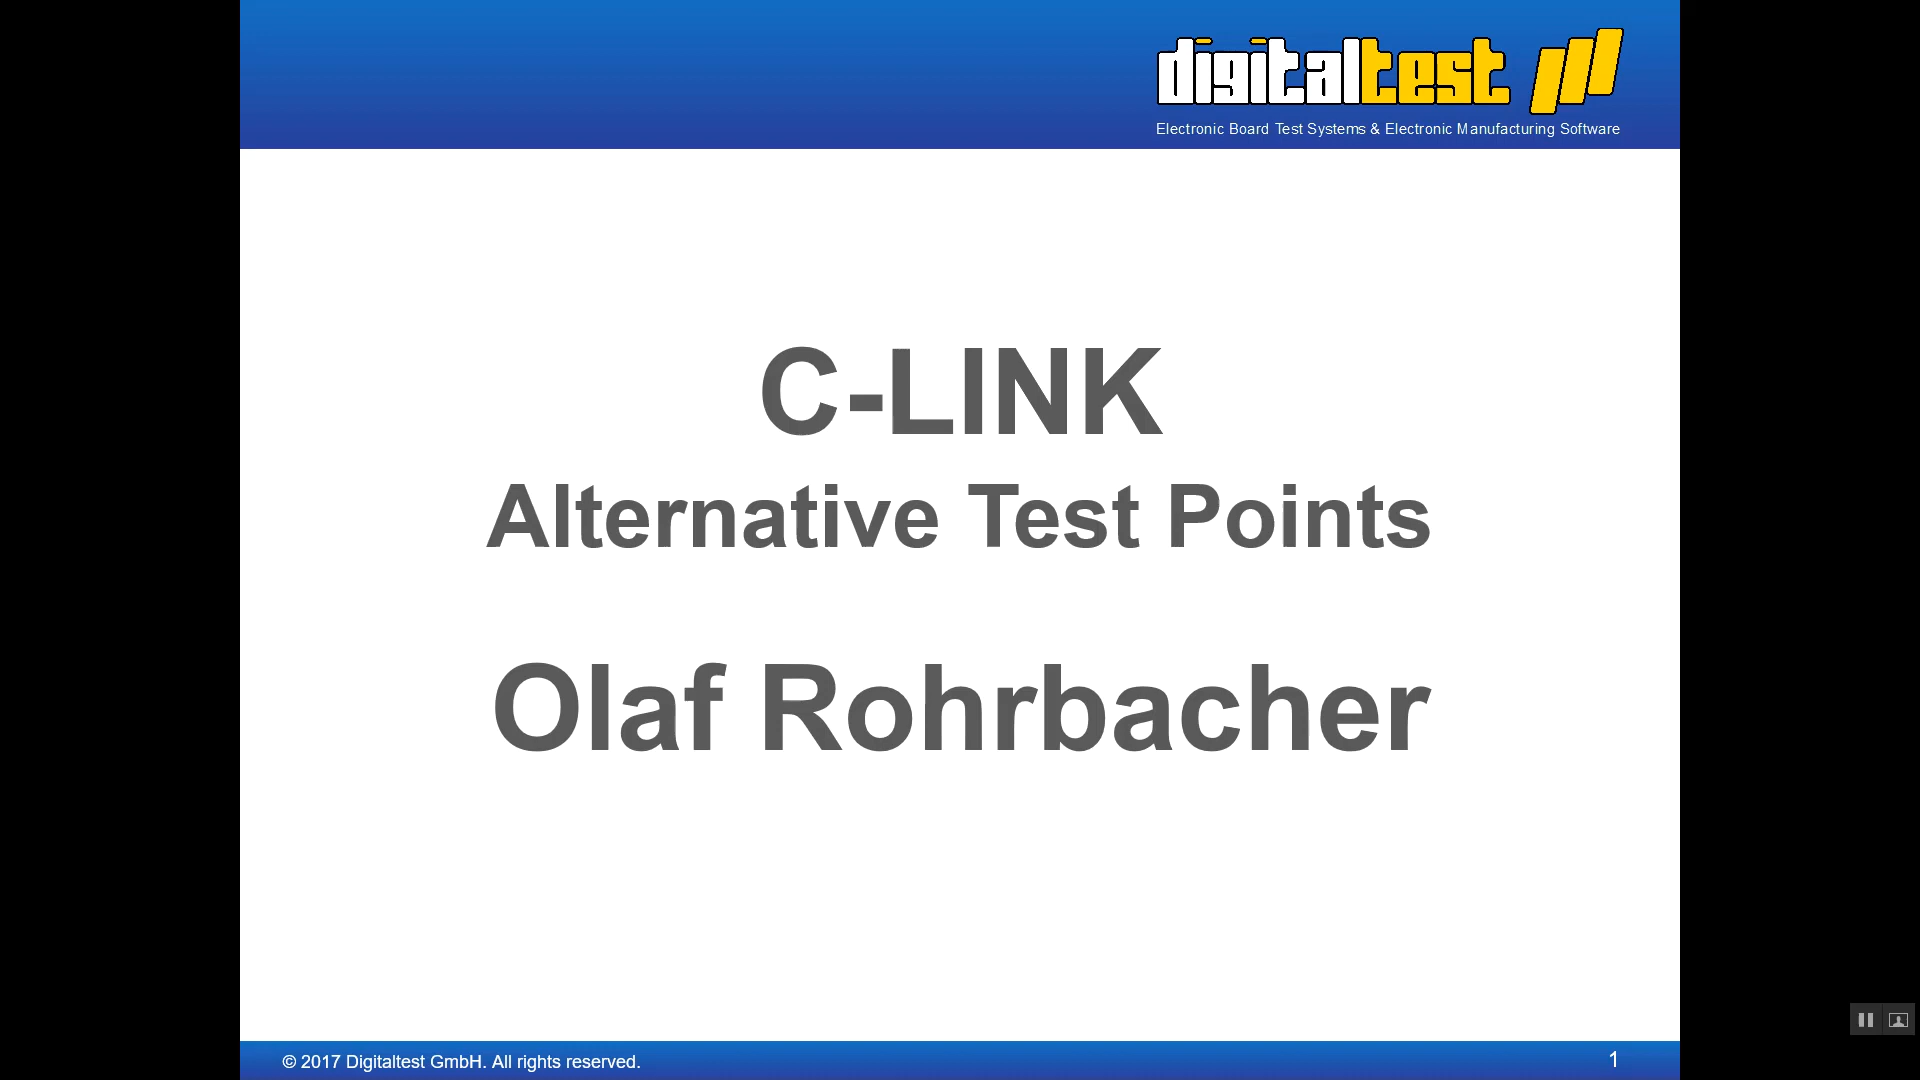 digitaltest
Electronic Board Test Systems & Electronic Manufacturing Software
C-LINK
Alternative Test Points
Olaf Rohrbacher
© 2017 Digitaltest GmbH. All rights reserved.
1